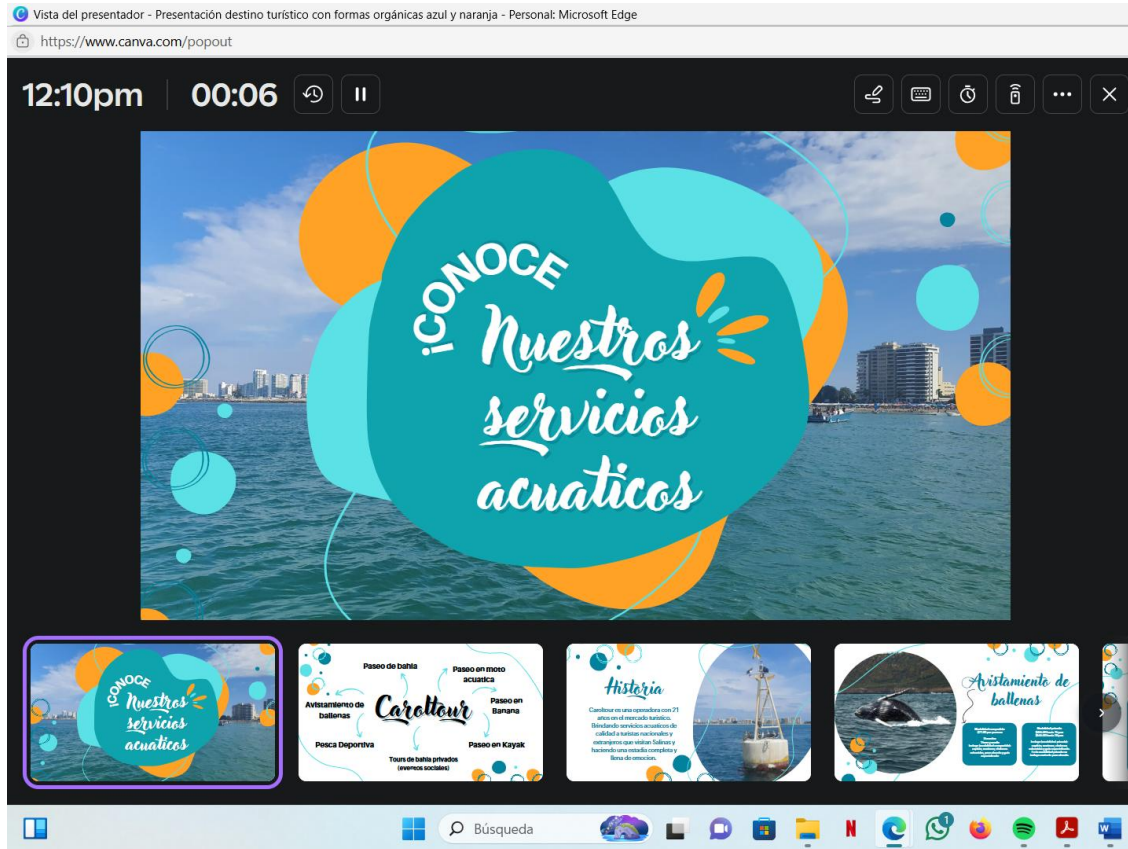 Vista del presentador - Presentación destino turístico con formas orgánicas azul y naranja - Personal: Microsoft Edge
https://www.canva.com/popout
12:10pm
00:06
¡CONOCE
Nuestros
servicios
acuaticos
¡CONOCE
Nuestros
servicios
acuaticos
Paseo de bahia
Paseo en moto
acuatica
Avistamiento de
ballenas
Caroltour
Paseo en
Banana
Pesca Deportiva
Paseo en Kayak
Tours de bahia privados
(eventos sociales)
Historia
Caroltour es una operadora con 21
años en el mercado turistico.
Brindando servicios acuaticos de
calidad a turistas nacionales y
extranjeros que visitan Salinas y
haciendo una estadia completa y
llena de emocion.
Avistamiento de
ballenas
Búsqueda
1